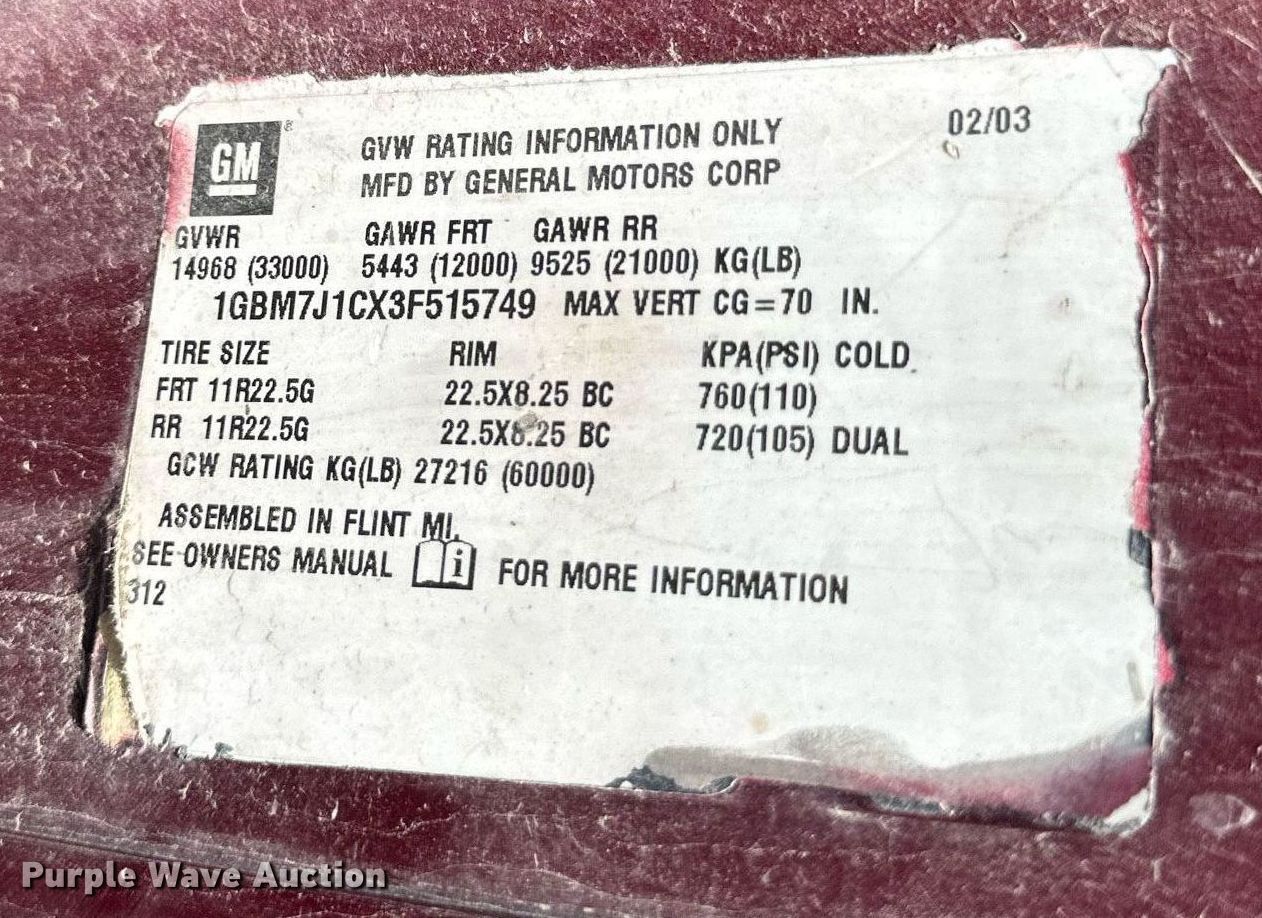 GM®
GVW RATING INFORMATION ONLY
02/03
MFD BY GENERAL MOTORS CORP
GVWR GAWR FRT GAWR RR
14968 (33000) 5443 (12000) 9525 (21000) KG(LB)
1GBM7J1CX3F515749 MAX VERT CG=70 IN.
TIRE SIZE RIM KPA(PSI) COLD
FRT 11R22.5G 22.5X8.25 BC 760(110)
RR 11R22.5G 22.5X8.25 BC 720(105) DUAL
GCW RATING KG(LB) 27216 (60000)
ASSEMBLED IN FLINT MI.
SEE OWNERS MANUAL i FOR MORE INFORMATION
312
Purple Wave Auction